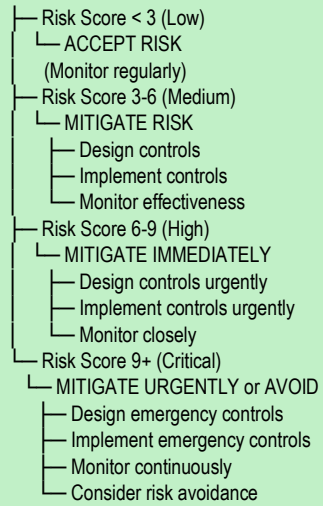 ├── Risk Score < 3 (Low)
│ └── ACCEPT RISK
│ (Monitor regularly)
├── Risk Score 3-6 (Medium)
│ └── MITIGATE RISK
│ ├── Design controls
│ ├── Implement controls
│ └── Monitor effectiveness
├── Risk Score 6-9 (High)
│ └── MITIGATE IMMEDIATELY
│ ├── Design controls urgently
│ ├── Implement controls urgently
│ └── Monitor closely
└── Risk Score 9+ (Critical)
└── MITIGATE URGENTLY or AVOID
├── Design emergency controls
├── Implement emergency controls
├── Monitor continuously
└── Consider risk avoidance